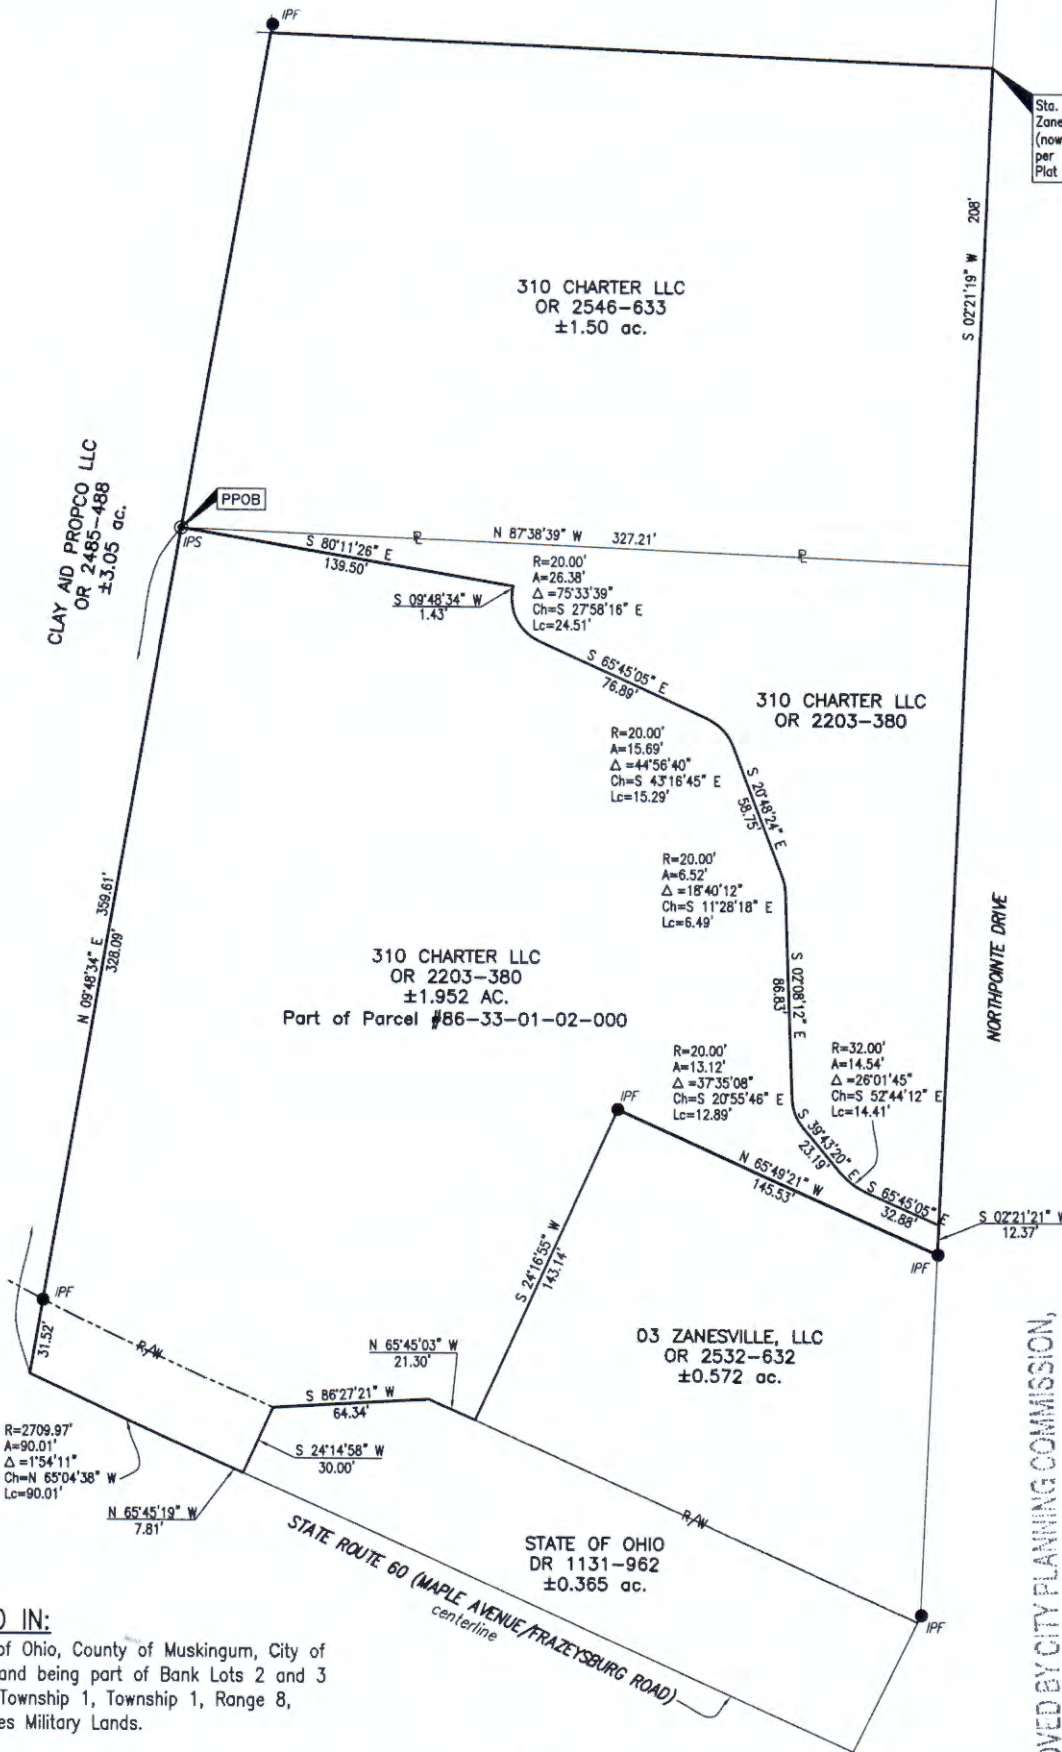 IPF
Sta.
Zane
(now
per
Plat
S 02°21'19" W 208'
310 CHARTER LLC
OR 2546-633
±1.50 ac.
CLAY AID PROPCO LLC
OR 2485-488
±3.05 ac.
PPOB
IPS
S 80°11'26" E
139.50'
N 87°38'39" W 327.21'
S 09°48'34" W
1.43'
R=20.00'
A=26.38'
Δ =75°33'39"
Ch=S 27°58'16" E
Lc=24.51'
S 65°45'05" E
76.89'
310 CHARTER LLC
OR 2203-380
R=20.00'
A=15.69'
Δ =44°56'40"
Ch=S 43°16'45" E
Lc=15.29'
S 20°48'24" E
58.75'
R=20.00'
A=6.52'
Δ =18°40'12"
Ch=S 11°28'18" E
Lc=6.49'
N 09°48'34" E 359.61'
328.09'
310 CHARTER LLC
OR 2203-380
±1.952 AC.
Part of Parcel #86-33-01-02-000
S 02°08'12" E
86.83'
NORTHPOINTE DRIVE
R=20.00'
A=13.12'
Δ =37°35'08"
Ch=S 20°55'46" E
Lc=12.89'
R=32.00'
A=14.54'
Δ =26°01'45"
Ch=S 52°44'12" E
Lc=14.41'
IPF
S 39°43'20" E
23.19'
N 65°49'21" W
145.53'
S 65°45'05" E
32.88'
S 02°21'21" W
12.37'
IPF
S 24°16'55" W
143.14'
IPF
31.52'
R/W
N 65°45'03" W
21.30'
03 ZANESVILLE, LLC
OR 2532-632
±0.572 ac.
S 86°27'21" W
64.34'
R=2709.97'
A=90.01'
Δ =1°54'11"
Ch=N 65°04'38" W
Lc=90.01'
S 24°14'58" W
30.00'
N 65°45'19" W
7.81'
R/W
STATE OF OHIO
DR 1131-962
±0.365 ac.
STATE ROUTE 60 (MAPLE AVENUE/FRAZEYSBURG ROAD)
centerline
IPF
OVED BY CITY PLANNING COMMISSION,
D IN:
of Ohio, County of Muskingum, City of
and being part of Bank Lots 2 and 3
Township 1, Township 1, Range 8,
es Military Lands.